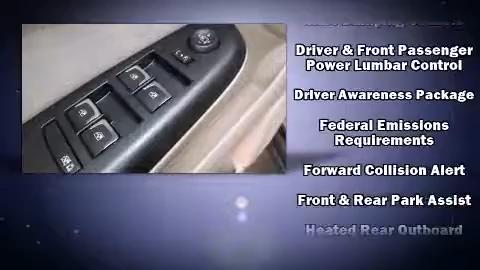 Driver & Front Passenger
Power Lumbar Control
Driver Awareness Package
Federal Emissions
Requirements
Forward Collision Alert
Front & Rear Park Assist
Heated Rear Outboard